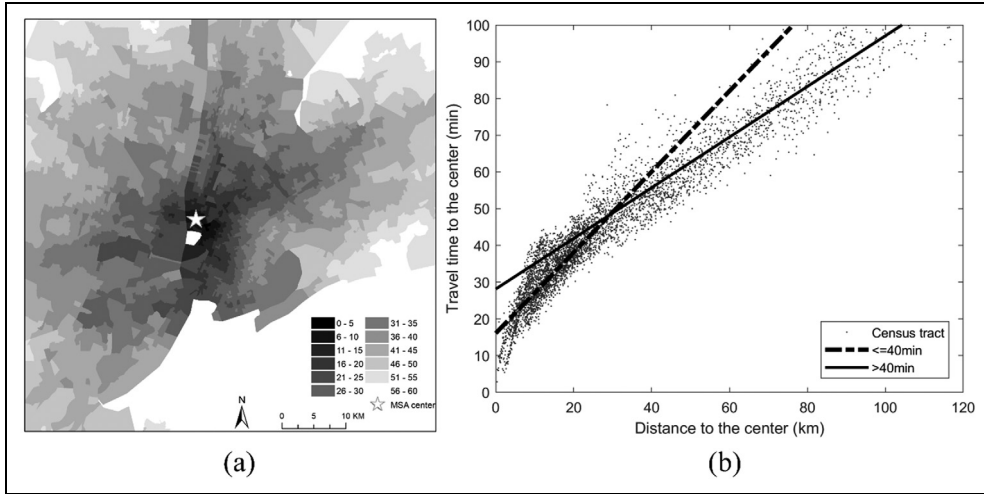 0 - 5
6 - 10
11 - 15
16 - 20
21 - 25
26 - 30
31 - 35
36 - 40
41 - 45
46 - 50
51 - 55
56 - 60
MSA center
N
0 5 10 KM
(a)
Travel time to the center (min)
100
90
80
70
60
50
40
30
20
10
0
0 20 40 60 80 100 120
Distance to the center (km)
Census tract
<=40min
>40min
(b)